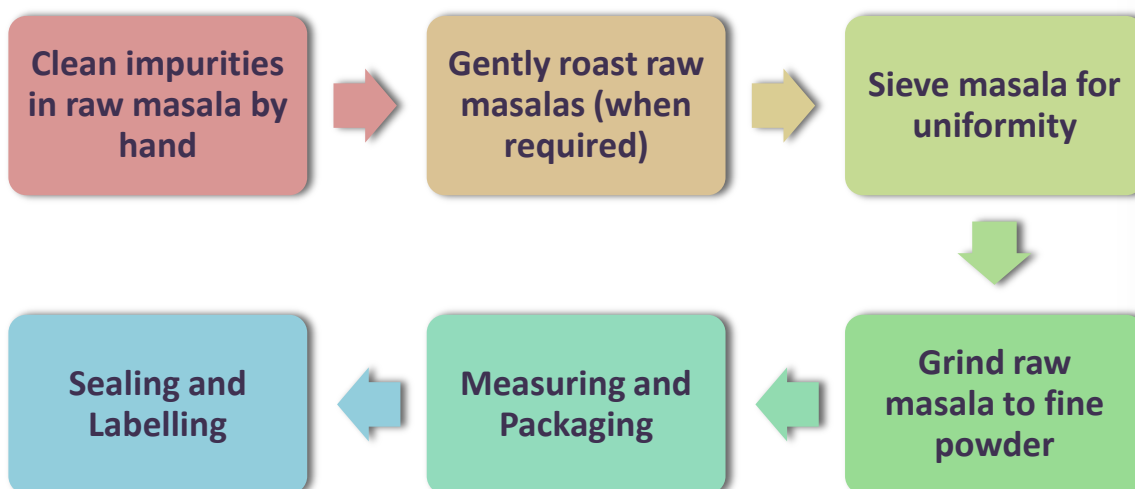 Clean impurities
in raw masala by
hand
Gently roast raw
masalas (when
required)
Sieve masala for
uniformity
Grind raw
masala to fine
powder
Measuring and
Packaging
Sealing and
Labelling